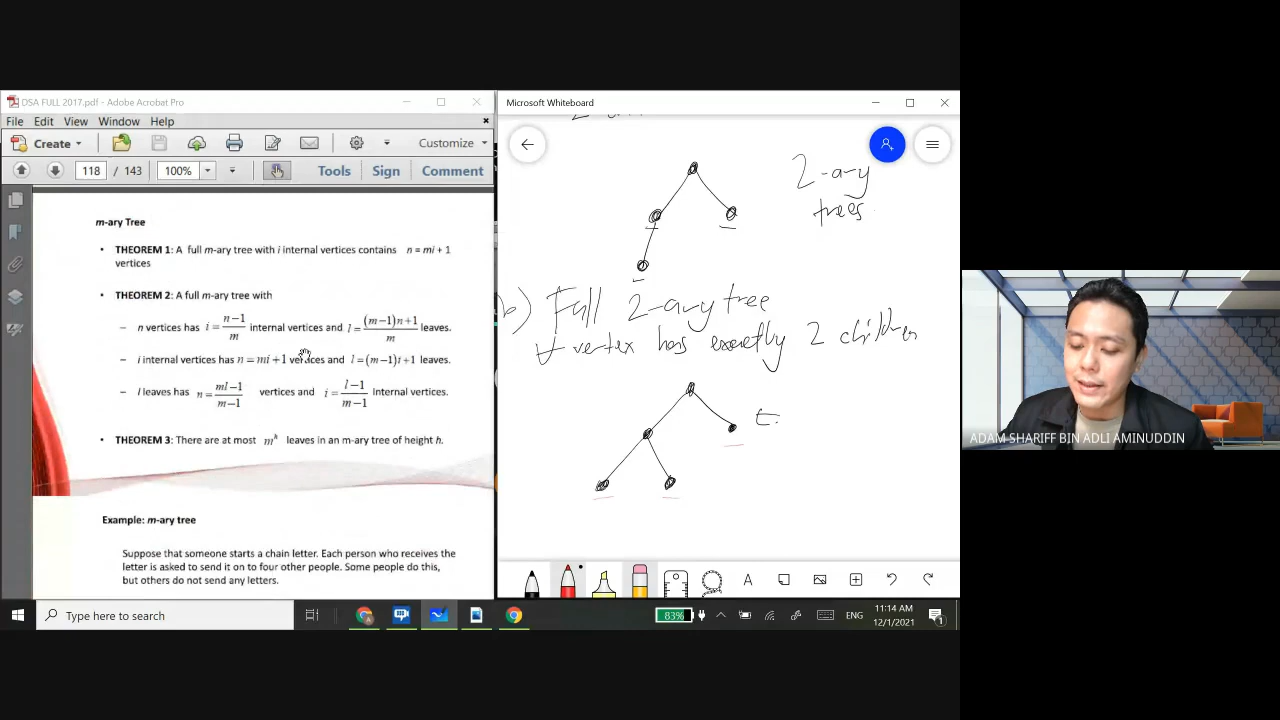 DSA FULL 2017.pdf - Adobe Acrobat Pro
File Edit View Window Help
Create
Customize
118 / 143 100%
Tools Sign Comment
m-ary Tree
• THEOREM 1: A full m-ary tree with i internal vertices contains n = mi + 1
vertices
• THEOREM 2: A full m-ary tree with
– n vertices has i = (n−1)/m internal vertices and l = ((m−1)n+1)/m leaves.
– i internal vertices has n = mi +1 vertices and l = (m−1)i +1 leaves.
– l leaves has n = (ml−1)/(m−1) vertices and i = (l−1)/(m−1) internal vertices.
• THEOREM 3: There are at most m^h leaves in an m-ary tree of height h.
Example: m-ary tree
Suppose that someone starts a chain letter. Each person who receives the
letter is asked to send it on to four other people. Some people do this,
but others do not send any letters.
Microsoft Whiteboard
2-a-y
trees
b) Full 2-a-y tree
∀ vertex has exactly 2 children
ADAM SHARIFF BIN ADLI AMINUDDIN
Type here to search
83%
ENG
11:14 AM
12/1/2021